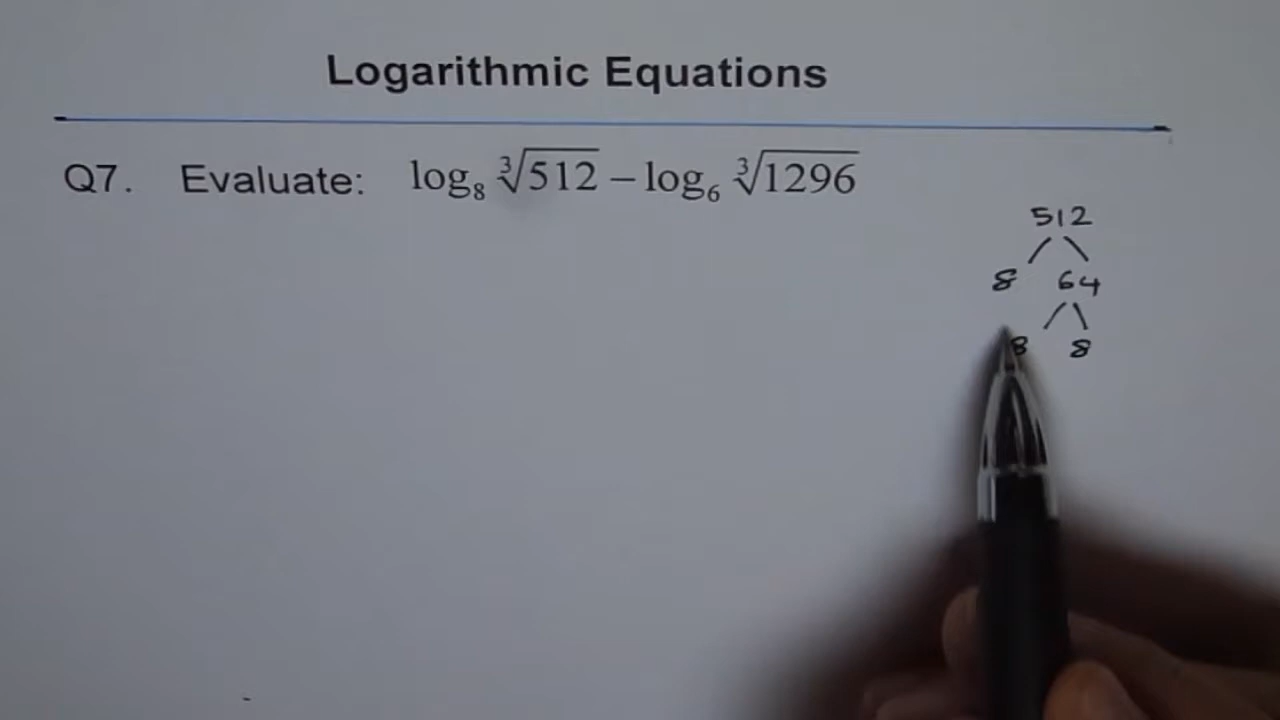 Logarithmic Equations
Q7. Evaluate: log₈ ∛512 – log₆ ∛1296
512
8 64
8 8